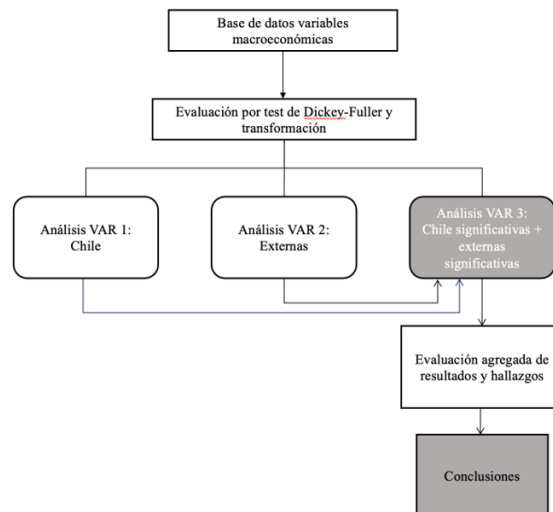 Base de datos variables
macroeconómicas
Evaluación por test de Dickey-Fuller y
transformación
Análisis VAR 1:
Chile
Análisis VAR 2:
Externas
Análisis VAR 3:
Chile significativas +
externas
significativas
Evaluación agregada de
resultados y hallazgos
Conclusiones